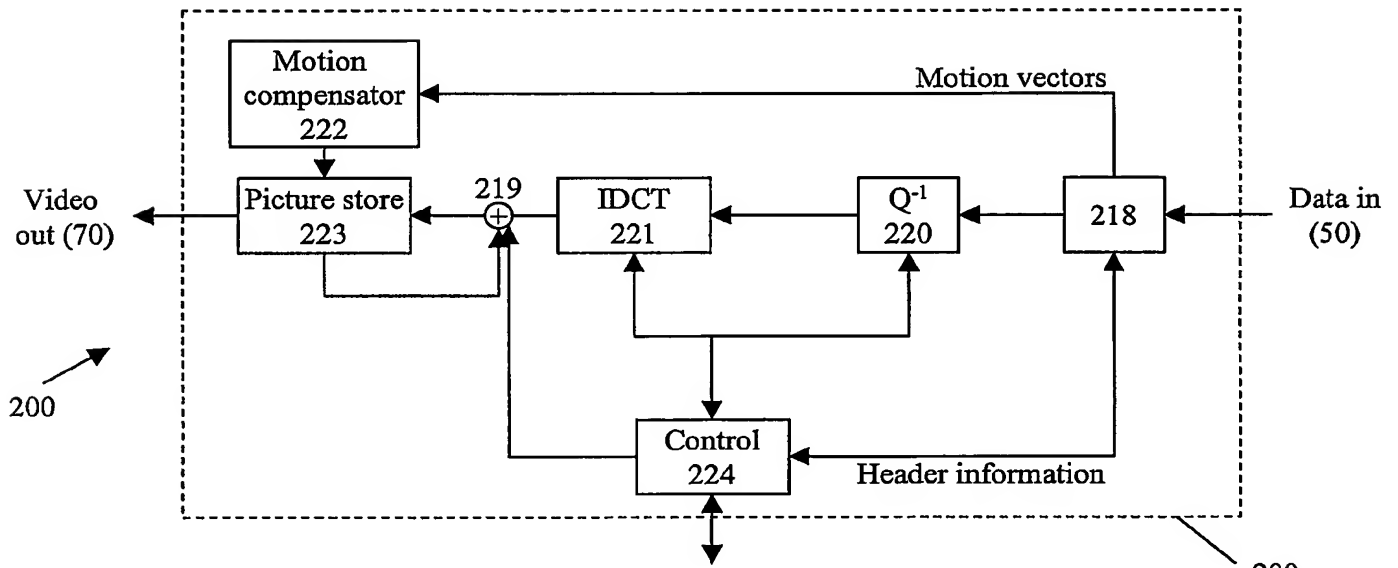 Motion
compensator
222
Motion vectors
Video
out (70)
Picture store
223
219
+
IDCT
221
Q-1
220
218
Data in
(50)
200
Control
224
Header information